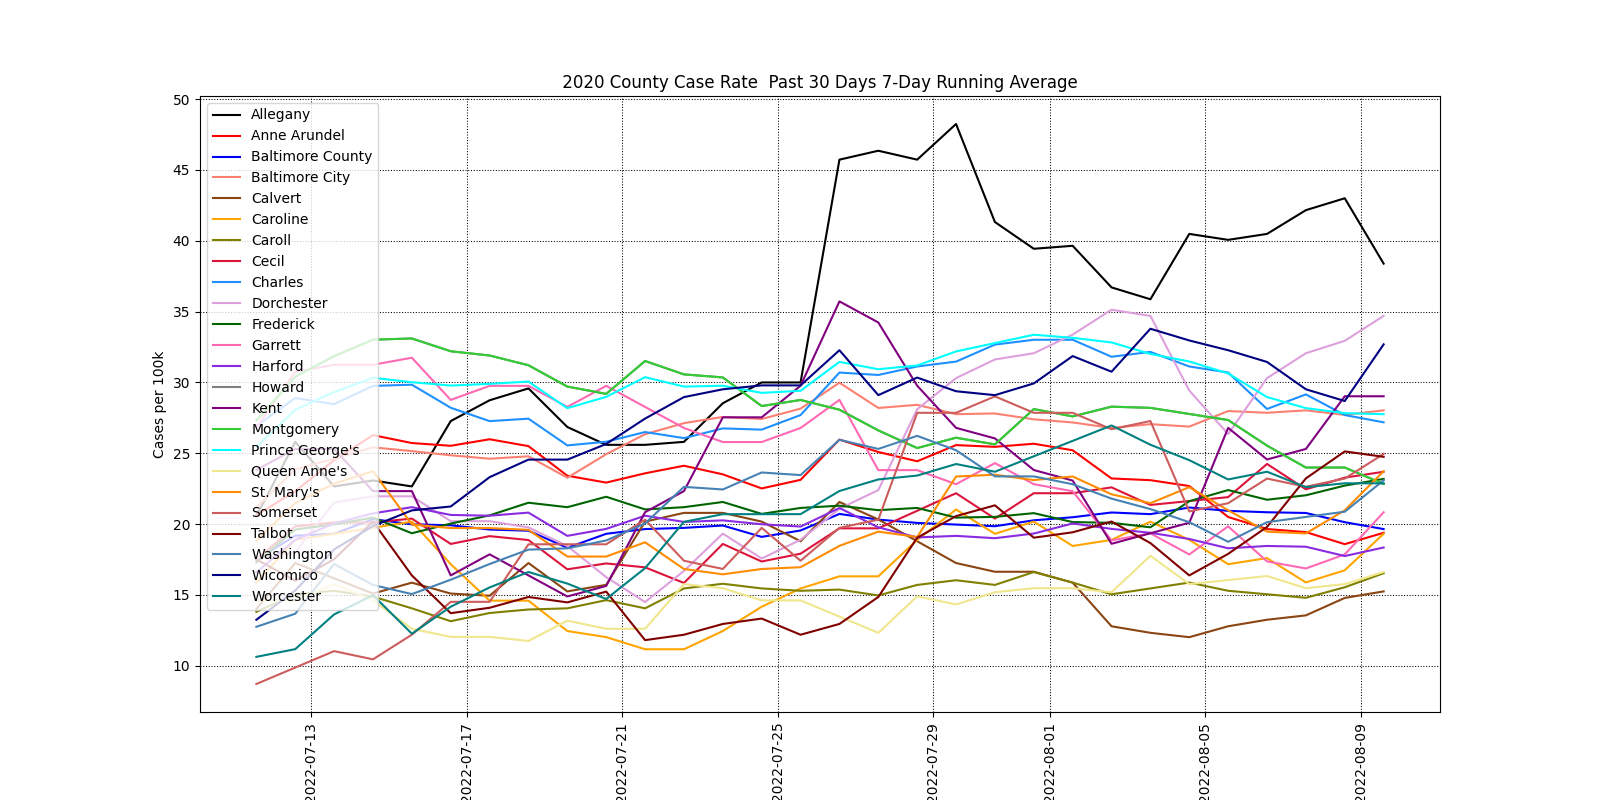 2020 County Case Rate  Past 30 Days 7-Day Running Average
Cases per 100k
50
45
40
35
30
25
20
15
10
Allegany
Anne Arundel
Baltimore County
Baltimore City
Calvert
Caroline
Caroll
Cecil
Charles
Dorchester
Frederick
Garrett
Harford
Howard
Kent
Montgomery
Prince George's
Queen Anne's
St. Mary's
Somerset
Talbot
Washington
Wicomico
Worcester
2022-07-13
2022-07-17
2022-07-21
2022-07-25
2022-07-29
2022-08-01
2022-08-05
2022-08-09